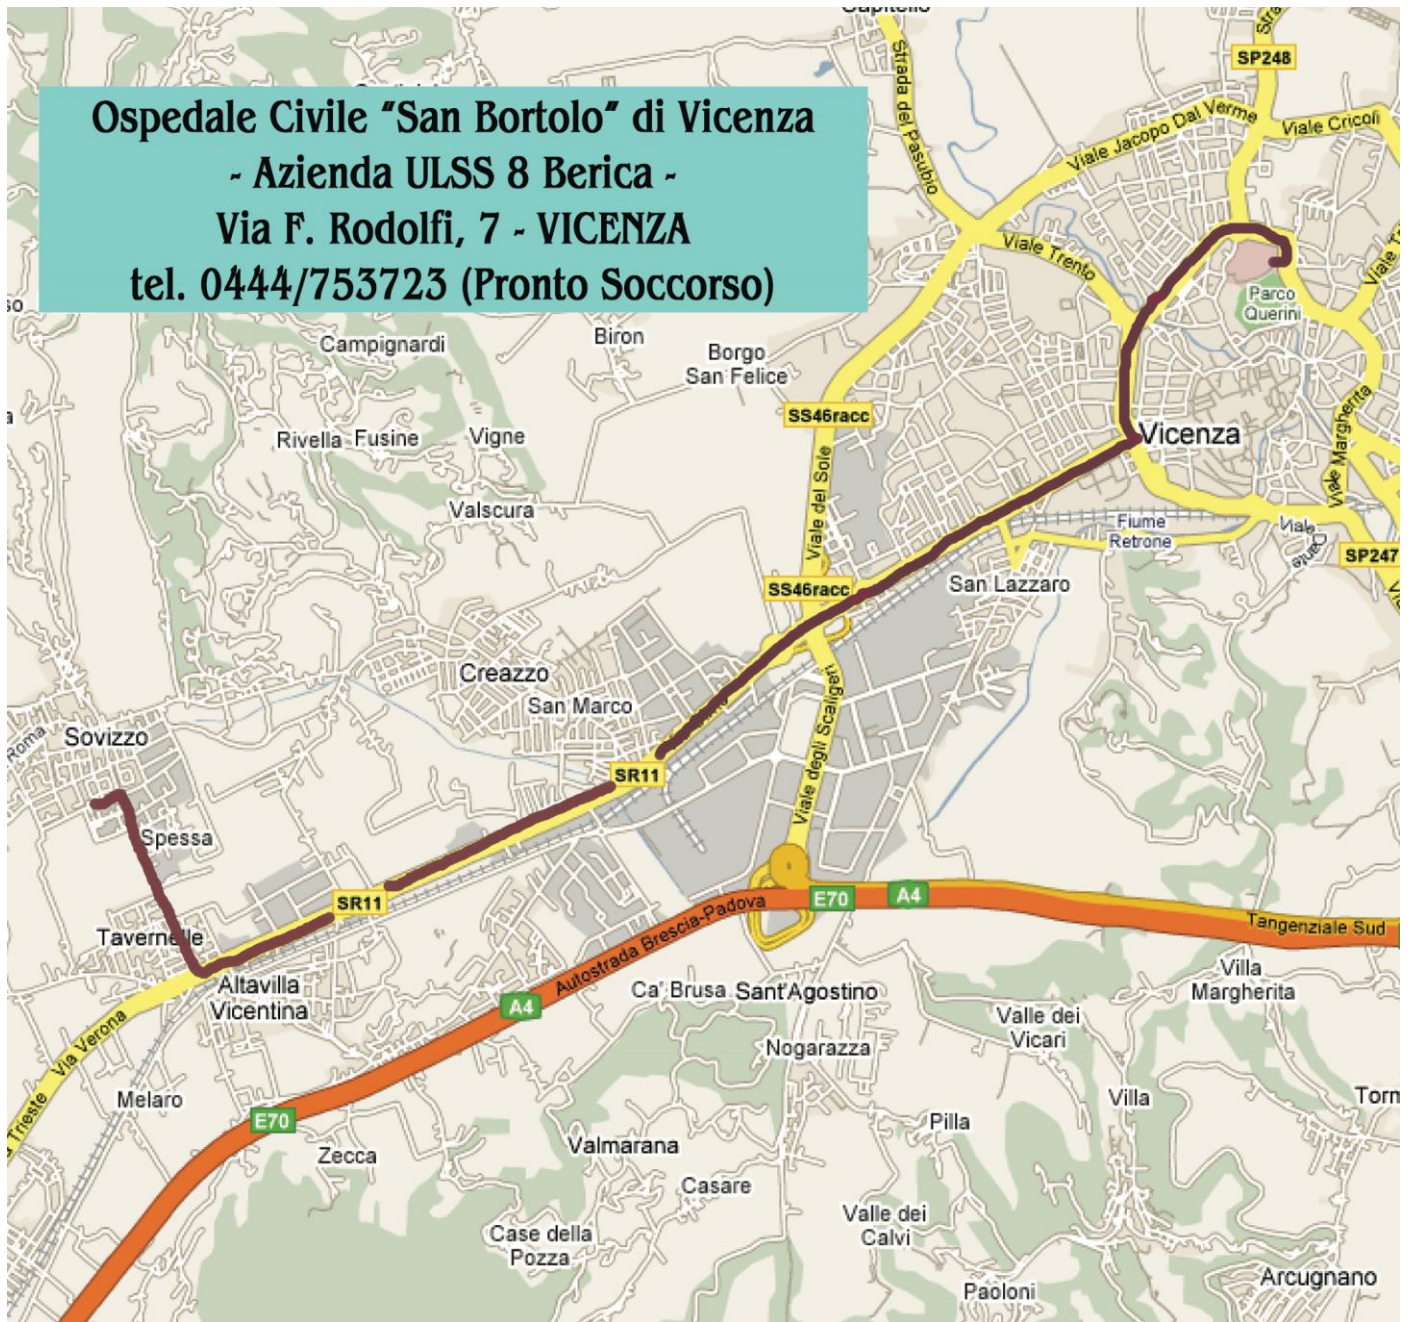 Ospedale Civile "San Bortolo" di Vicenza
- Azienda ULSS 8 Berica -
Via F. Rodolfi, 7 - VICENZA
tel. 0444/753723 (Pronto Soccorso)
SP248
Strada del Pasubio
Viale Jacopo Dal Verme
Viale Cricoli
Viale Trento
Parco
Querini
Campignardi
Biron
Borgo
San Felice
SS46racc
Rivella
Fusine
Vigne
Vicenza
Viale Margherita
Valscura
Viale del Sole
Fiume
Retrone
Viale Dante
SP247
SS46racc
San Lazzaro
Creazzo
San Marco
Viale degli Scaligeri
Roma
Sovizzo
SR11
Spessa
SR11
E70
A4
Tangenziale Sud
Tavernelle
Autostrada Brescia-Padova
Altavilla
Vicentina
A4
Ca' Brusa
Sant'Agostino
Villa
Margherita
Via Verona
Valle dei
Vicari
Nogarazza
Melaro
Villa
Trieste
E70
Pilla
Zecca
Valmarana
Casare
Valle dei
Calvi
Case della
Pozza
Arcugnano
Paoloni